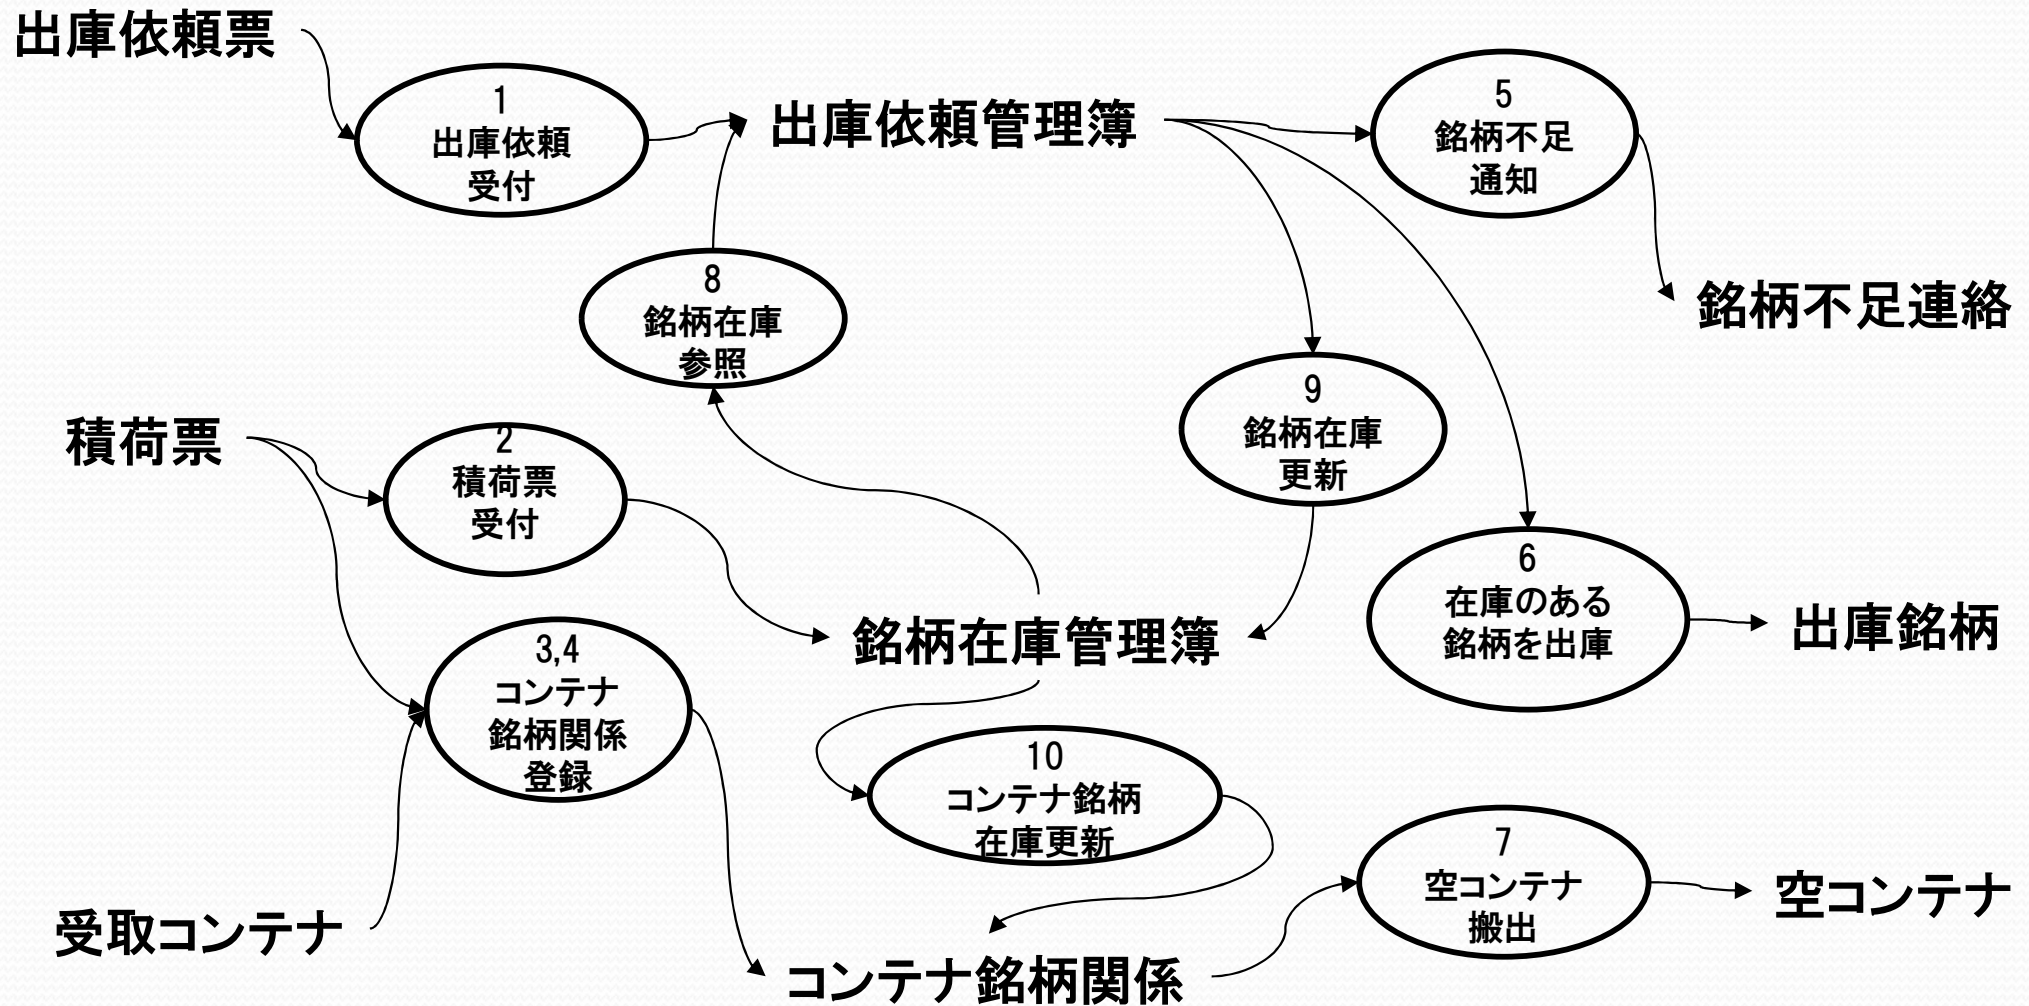 出庫依頼票
1
出庫依頼
受付
出庫依頼管理簿
5
銘柄不足
通知
8
銘柄在庫
参照
銘柄不足連絡
9
銘柄在庫
更新
積荷票
2
積荷票
受付
6
在庫のある
銘柄を出庫
出庫銘柄
3,4
コンテナ
銘柄関係
登録
銘柄在庫管理簿
10
コンテナ銘柄
在庫更新
7
空コンテナ
搬出
空コンテナ
受取コンテナ
コンテナ銘柄関係